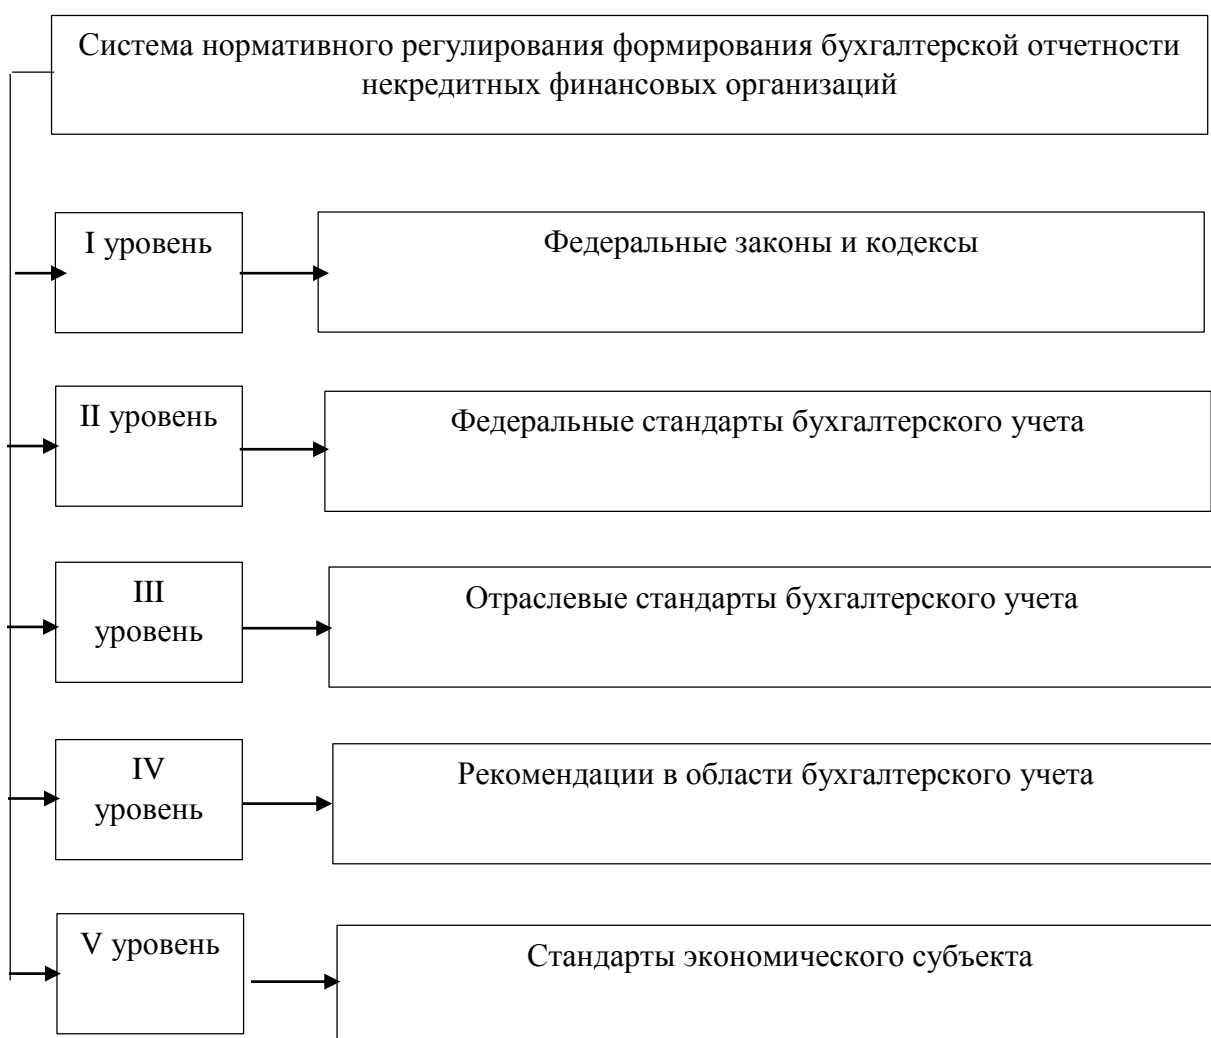 Система нормативного регулирования формирования бухгалтерской отчетности
некредитных финансовых организаций
I уровень
Федеральные законы и кодексы
II уровень
Федеральные стандарты бухгалтерского учета
III
уровень
Отраслевые стандарты бухгалтерского учета
IV
уровень
Рекомендации в области бухгалтерского учета
V уровень
Стандарты экономического субъекта